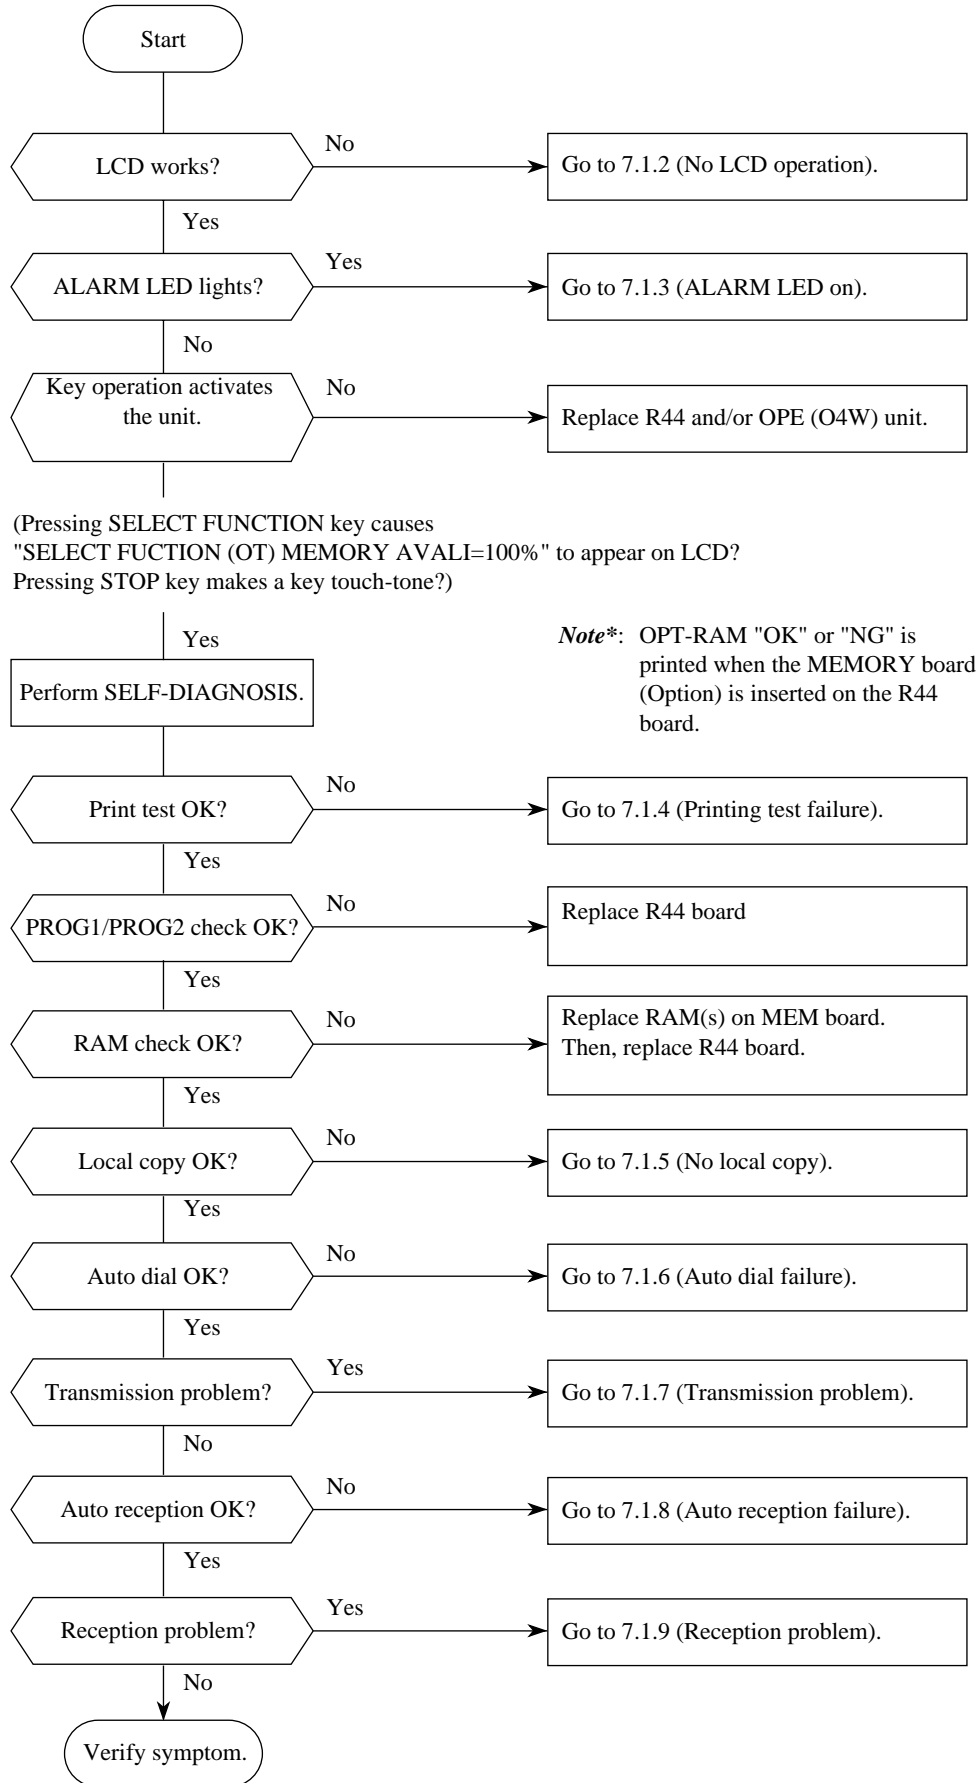 Start
LCD works?
No
Go to 7.1.2 (No LCD operation).
Yes
ALARM LED lights?
Yes
Go to 7.1.3 (ALARM LED on).
No
Key operation activates
the unit.
No
Replace R44 and/or OPE (O4W) unit.
(Pressing SELECT FUNCTION key causes
"SELECT FUCTION (OT) MEMORY AVALI=100%" to appear on LCD?
Pressing STOP key makes a key touch-tone?)
Yes
Note*: OPT-RAM "OK" or "NG" is
printed when the MEMORY board
(Option) is inserted on the R44
board.
Perform SELF-DIAGNOSIS.
Print test OK?
No
Go to 7.1.4 (Printing test failure).
Yes
PROG1/PROG2 check OK?
No
Replace R44 board
Yes
RAM check OK?
No
Replace RAM(s) on MEM board.
Then, replace R44 board.
Yes
Local copy OK?
No
Go to 7.1.5 (No local copy).
Yes
Auto dial OK?
No
Go to 7.1.6 (Auto dial failure).
Yes
Transmission problem?
Yes
Go to 7.1.7 (Transmission problem).
No
Auto reception OK?
No
Go to 7.1.8 (Auto reception failure).
Yes
Reception problem?
Yes
Go to 7.1.9 (Reception problem).
No
Verify symptom.